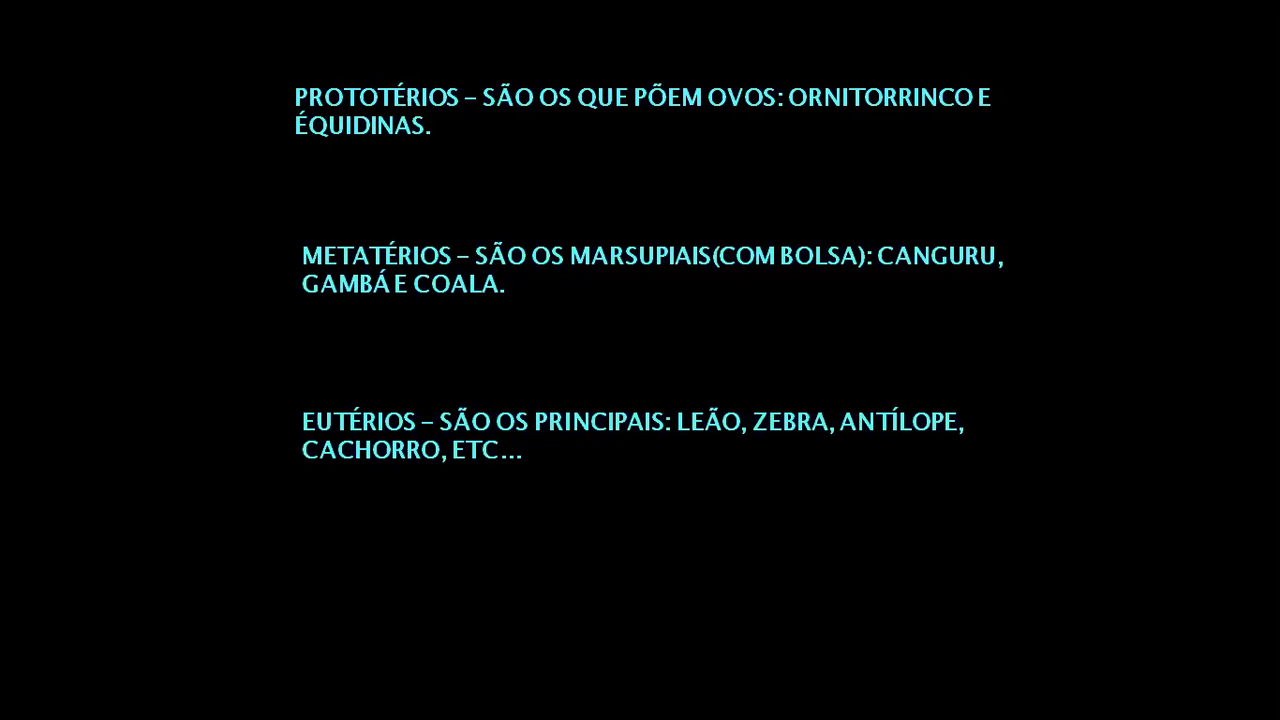 PROTOTÉRIOS – SÃO OS QUE PÕEM OVOS: ORNITORRINCO E
ÉQUIDINAS.
METATÉRIOS – SÃO OS MARSUPIAIS(COM BOLSA): CANGURU,
GAMBÁ E COALA.
EUTÉRIOS – SÃO OS PRINCIPAIS: LEÃO, ZEBRA, ANTÍLOPE,
CACHORRO, ETC...